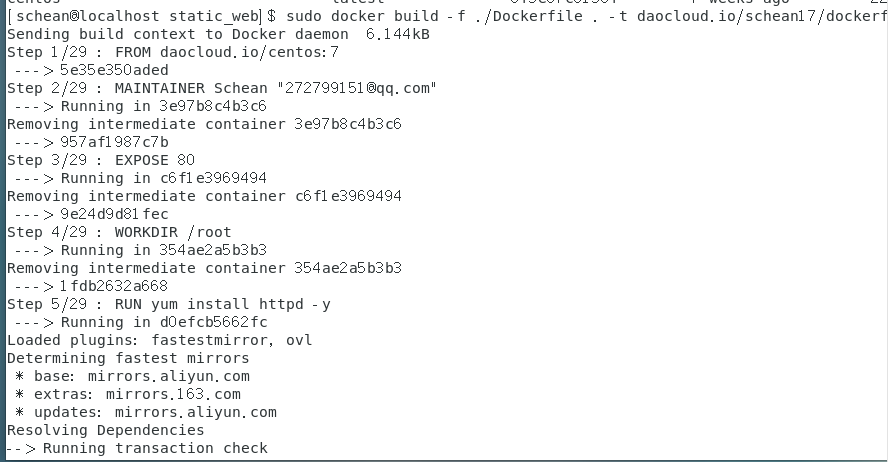 [schean@localhost static_web]$ sudo docker build -f ./Dockerfile . -t daocloud.io/schean17/dockerf
Sending build context to Docker daemon  6.144kB
Step 1/29 : FROM daocloud.io/centos:7
 ---> 5e35e350aded
Step 2/29 : MAINTAINER Schean "272799151@qq.com"
 ---> Running in 3e97b8c4b3c6
Removing intermediate container 3e97b8c4b3c6
 ---> 957af1987c7b
Step 3/29 : EXPOSE 80
 ---> Running in c6f1e3969494
Removing intermediate container c6f1e3969494
 ---> 9e24d9d81fec
Step 4/29 : WORKDIR /root
 ---> Running in 354ae2a5b3b3
Removing intermediate container 354ae2a5b3b3
 ---> 1fdb2632a668
Step 5/29 : RUN yum install httpd -y
 ---> Running in d0efcb5662fc
Loaded plugins: fastestmirror, ovl
Determining fastest mirrors
 * base: mirrors.aliyun.com
 * extras: mirrors.163.com
 * updates: mirrors.aliyun.com
Resolving Dependencies
--> Running transaction check